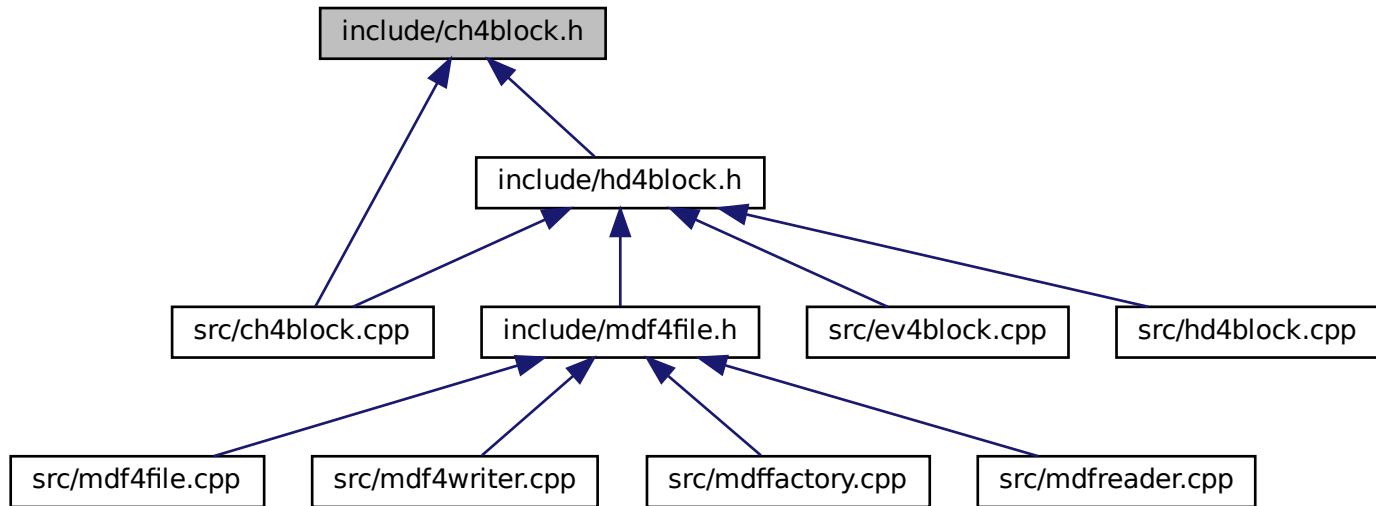 include/ch4block.h
include/hd4block.h
src/ch4block.cpp
include/mdf4file.h
src/ev4block.cpp
src/hd4block.cpp
src/mdf4file.cpp
src/mdf4writer.cpp
src/mdffactory.cpp
src/mdfreader.cpp